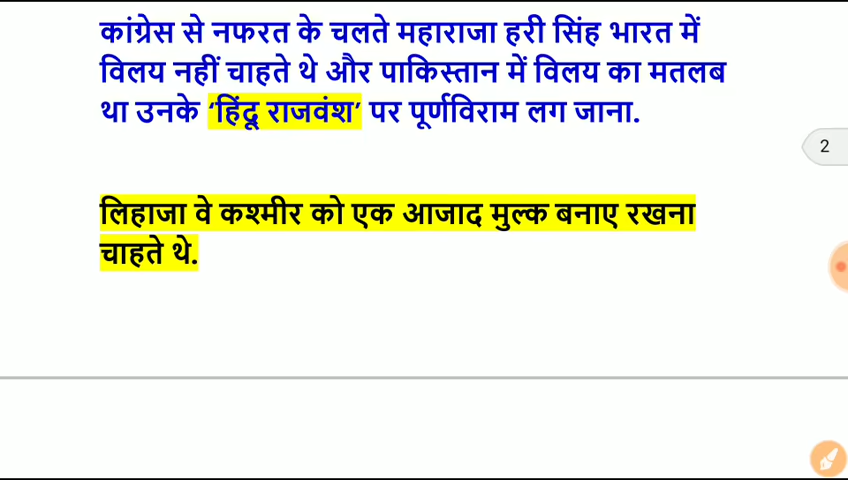 कांग्रेस से नफरत के चलते महाराजा हरी सिंह भारत में
विलय नहीं चाहते थे और पाकिस्तान में विलय का मतलब
था उनके ‘हिंदू राजवंश’ पर पूर्णविराम लग जाना.
2
लिहाजा वे कश्मीर को एक आजाद मुल्क बनाए रखना
चाहते थे.